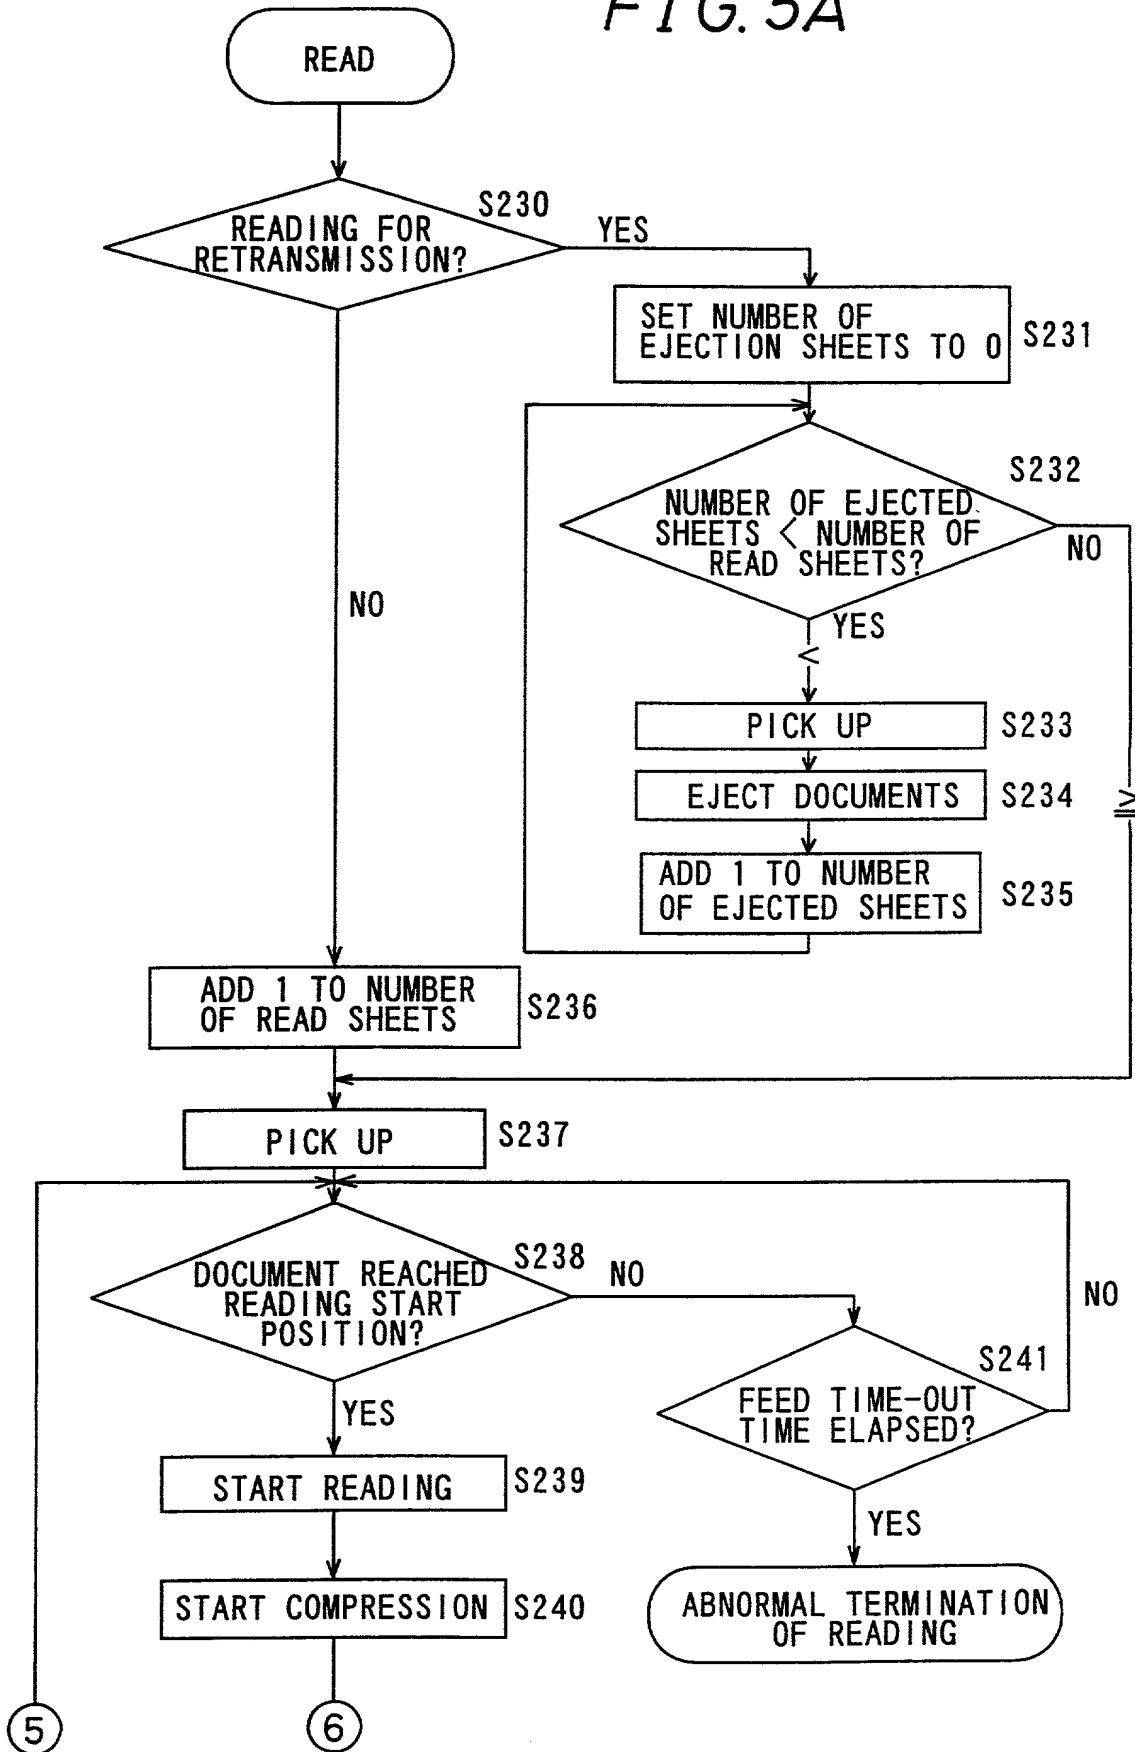 FIG. 5A
READ
S230
READING FOR
RETRANSMISSION?
YES
SET NUMBER OF
EJECTION SHEETS TO 0
S231
S232
NUMBER OF EJECTED
SHEETS < NUMBER OF
READ SHEETS?
NO
YES
<
NO
PICK UP
S233
EJECT DOCUMENTS
S234
≧
ADD 1 TO NUMBER
OF EJECTED SHEETS
S235
ADD 1 TO NUMBER
OF READ SHEETS
S236
PICK UP
S237
S238
DOCUMENT REACHED
READING START
POSITION?
NO
NO
S241
FEED TIME-OUT
TIME ELAPSED?
YES
START READING
S239
YES
START COMPRESSION
S240
ABNORMAL TERMINATION
OF READING
5
6